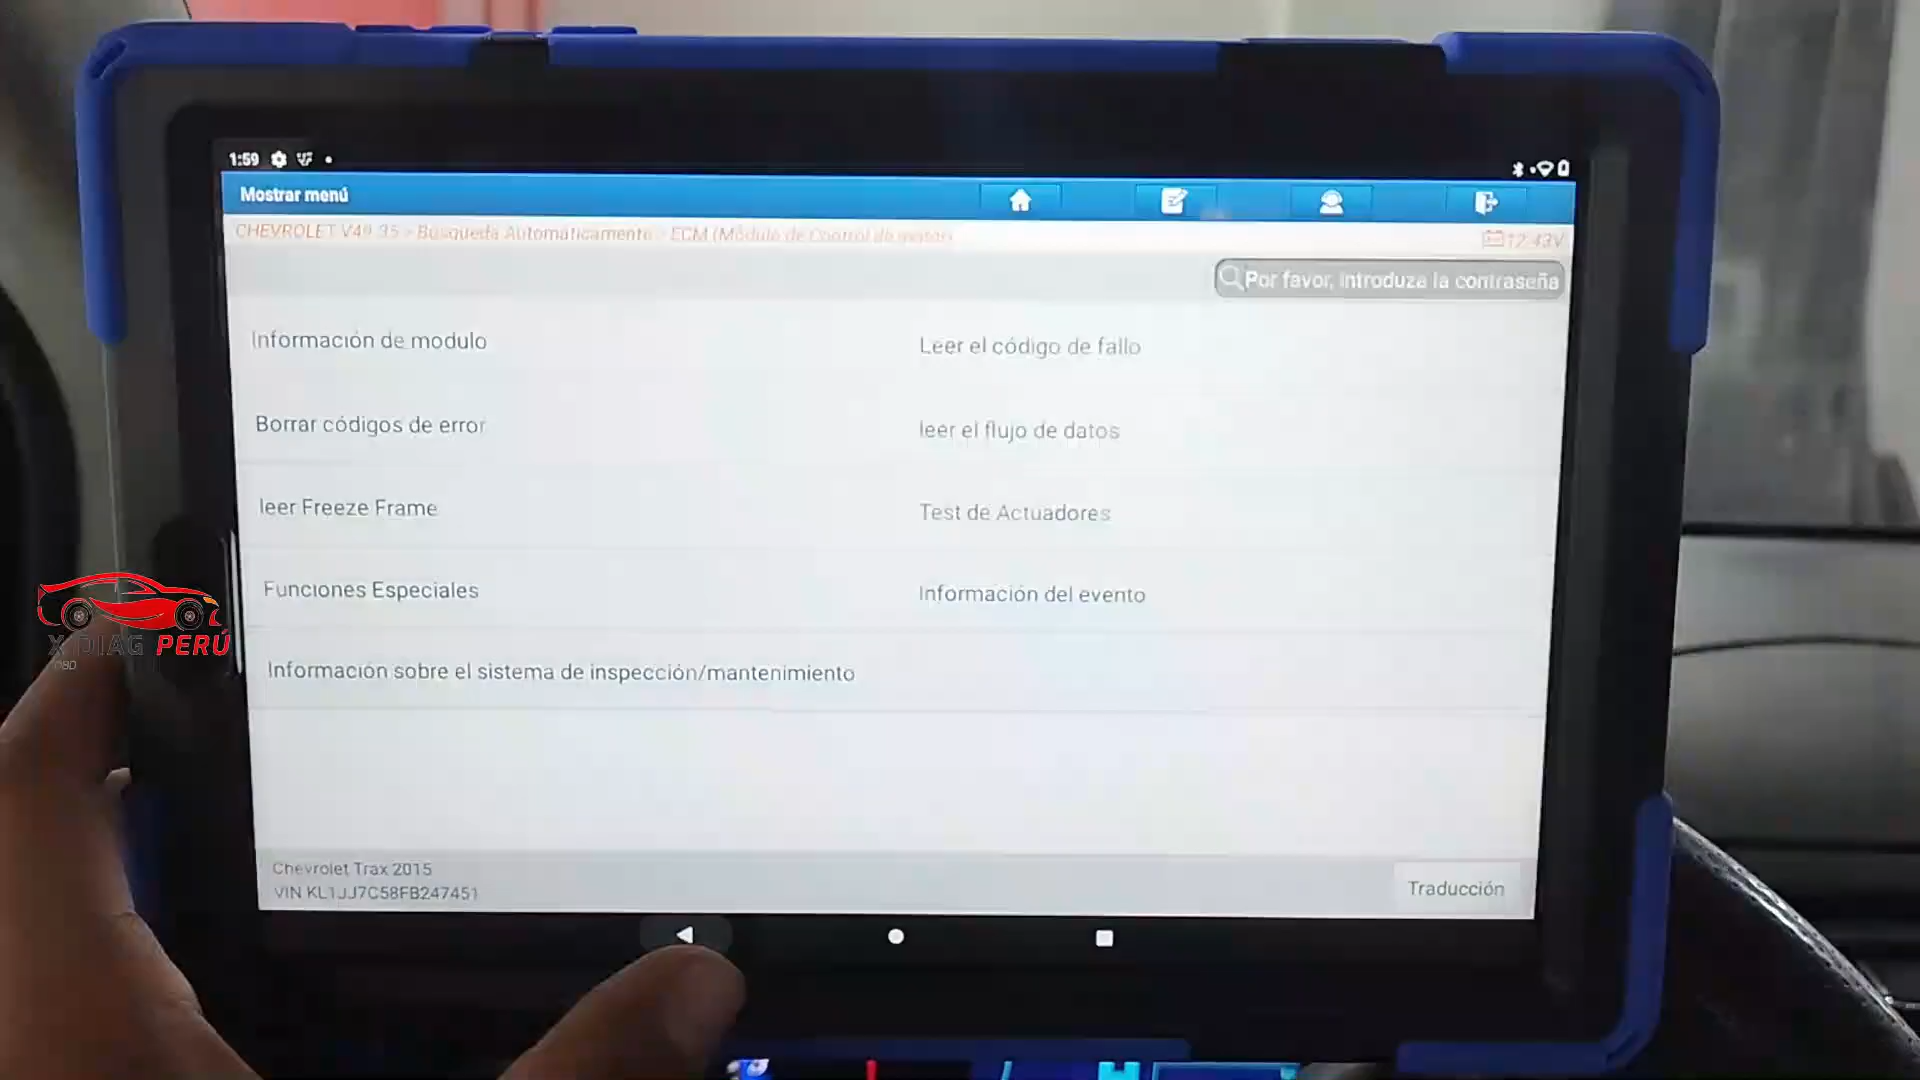 1:59
Mostrar menú
CHEVROLET V49.35 > Busqueda Automaticamente > ECM (Módulo de Control de motor)
12.43V
Por favor, introduza la contraseña
Información de modulo
Leer el código de fallo
Borrar códigos de error
leer el flujo de datos
leer Freeze Frame
Test de Actuadores
Funciones Especiales
Información del evento
X DIAG PERÚ
OBD
Información sobre el sistema de inspección/mantenimiento
Chevrolet Trax 2015
VIN KL1JJ7C58FB247451
Traducción